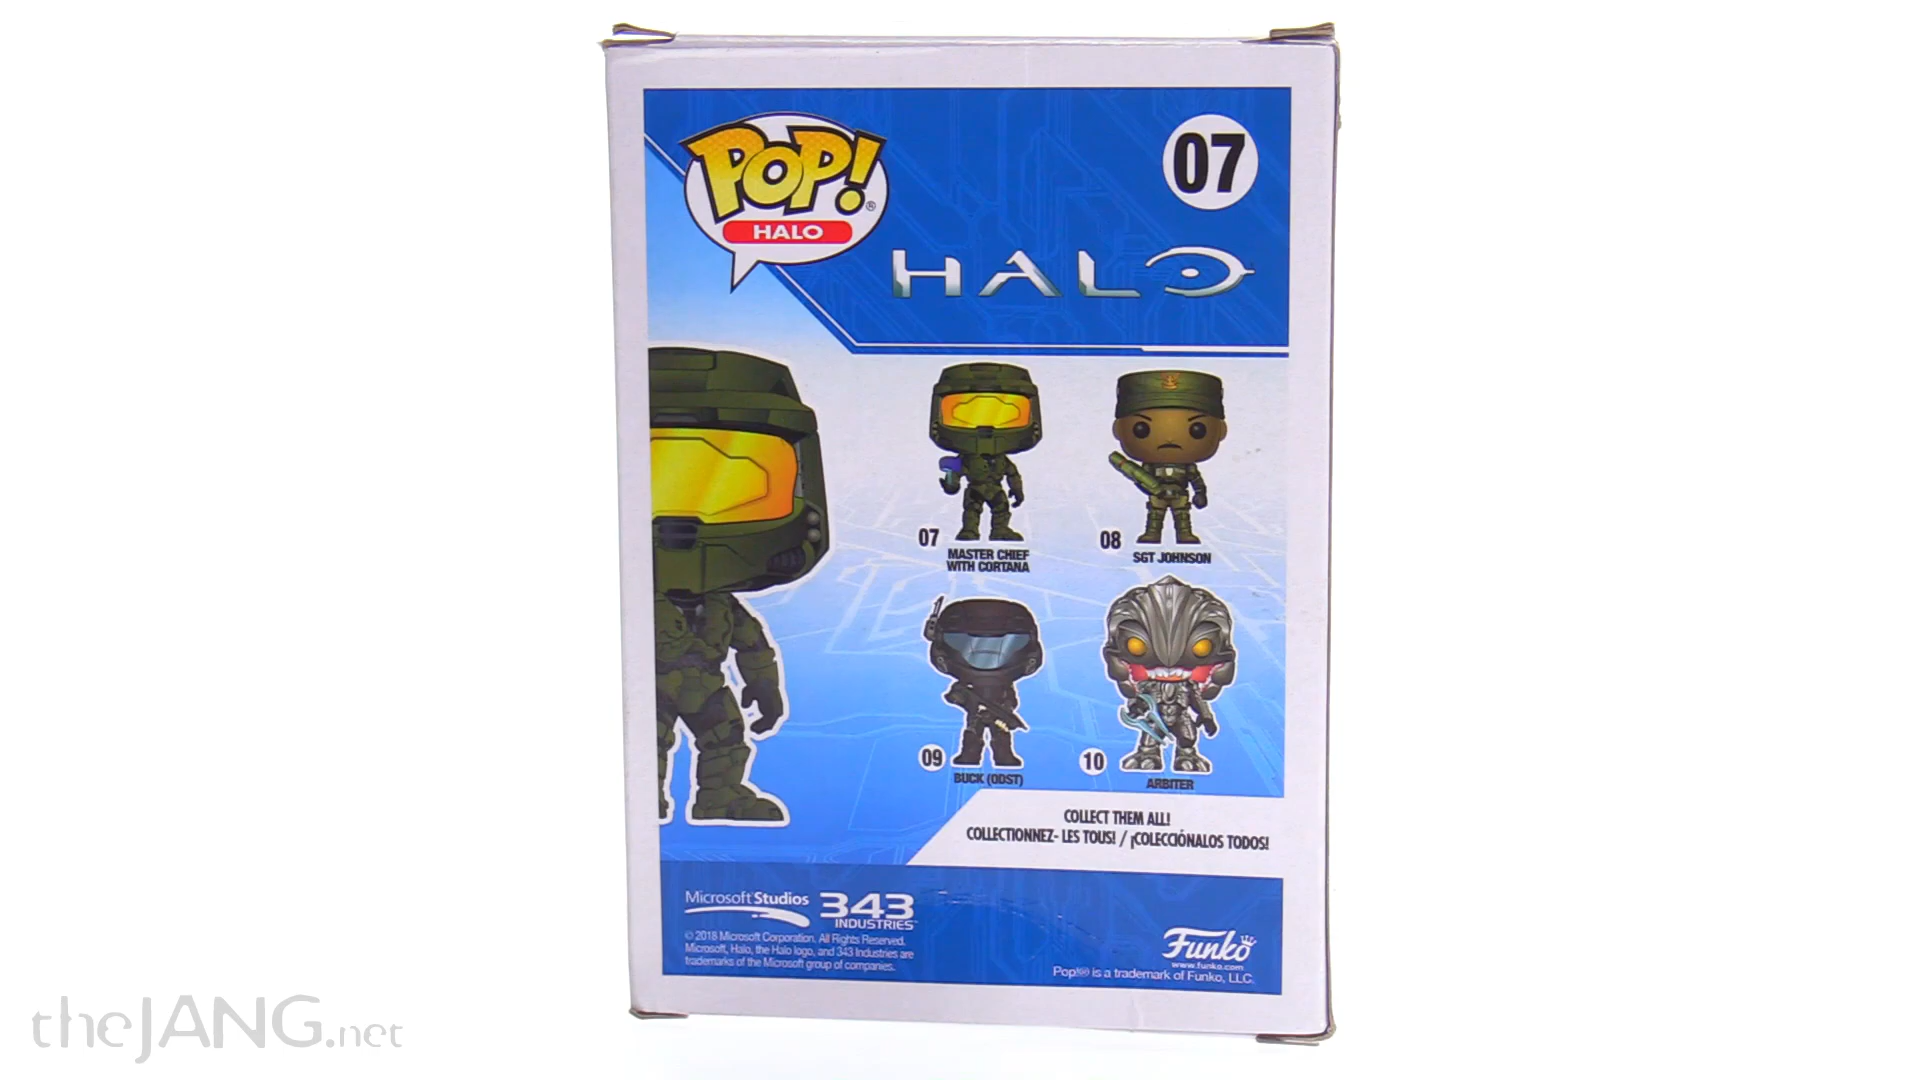 POP!®
HALO
07
HALO
07
MASTER CHIEF
WITH CORTANA
08
SGT JOHNSON
09
BUCK (ODST)
10
ARBITER
COLLECT THEM ALL!
COLLECTIONNEZ- LES TOUS! / ¡COLECCIÓNALOS TODOS!
Microsoft Studios
343
INDUSTRIES™
© 2018 Microsoft Corporation. All Rights Reserved.
Microsoft, Halo, the Halo logo, and 343 Industries are
trademarks of the Microsoft group of companies.
Funko
www.funko.com
Pop!® is a trademark of Funko, LLC.
theJANG.net